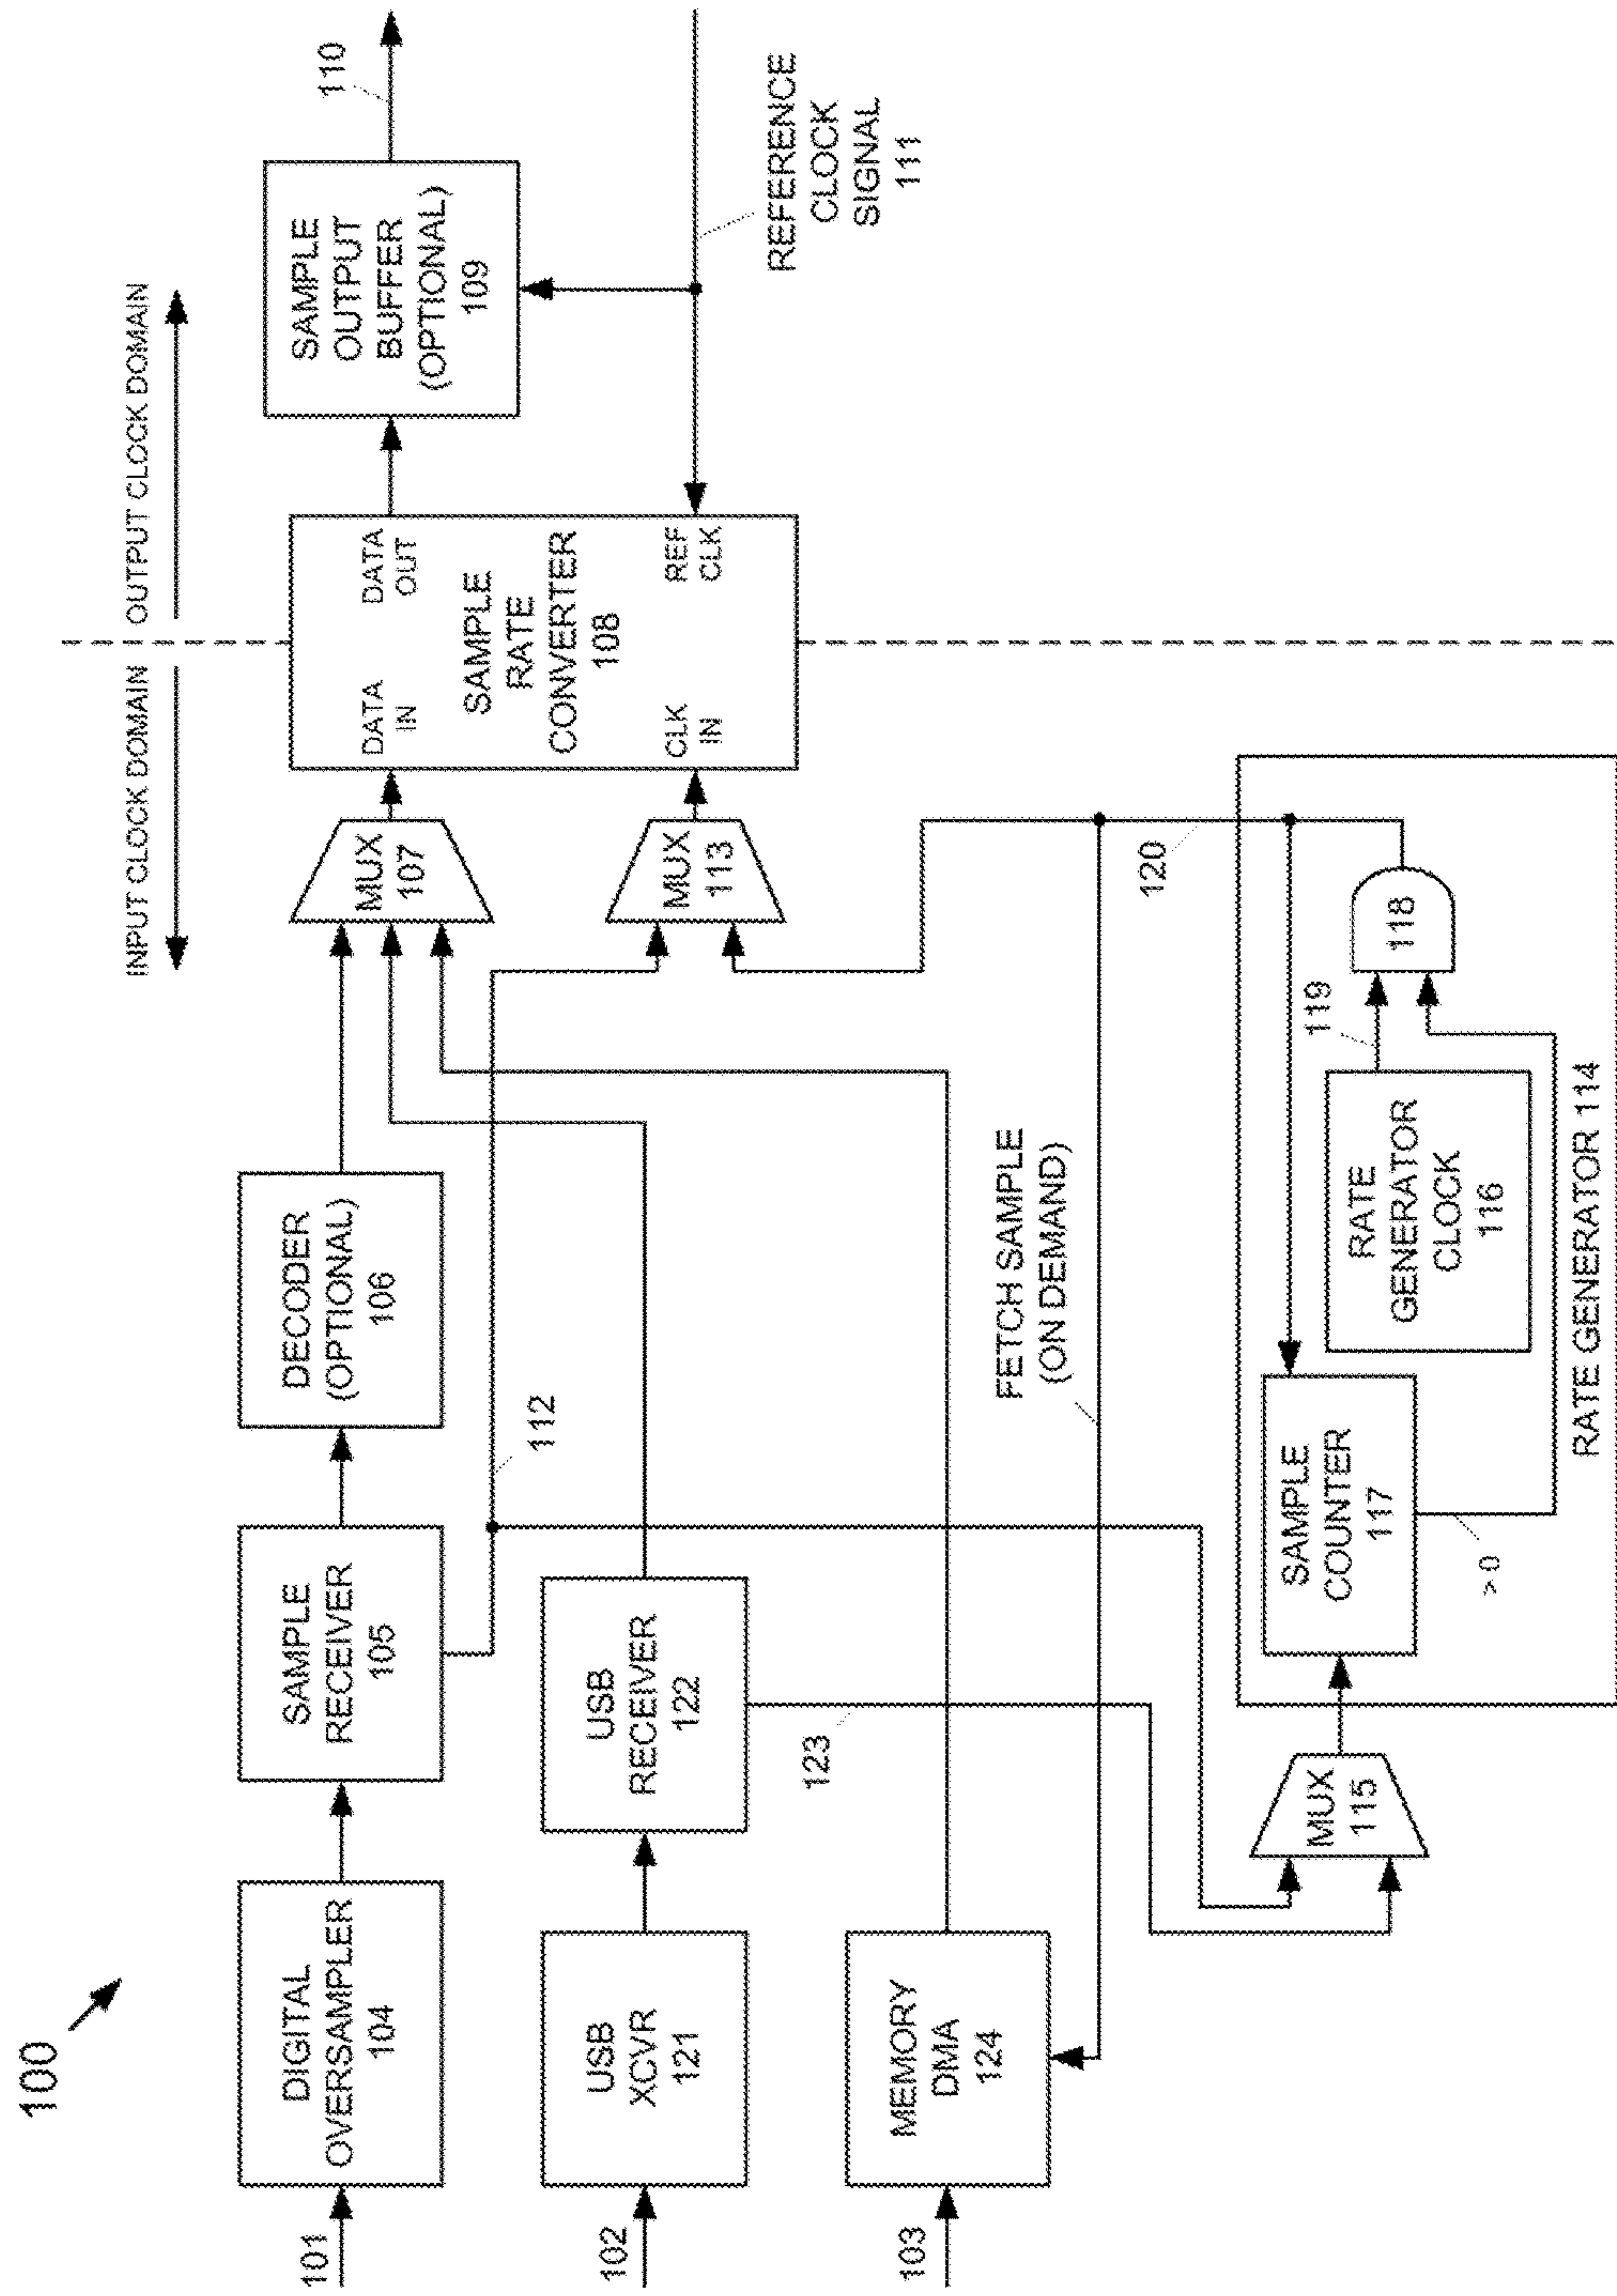 100
INPUT CLOCK DOMAIN
OUTPUT CLOCK DOMAIN
101
DIGITAL
OVERSAMPLER
104
SAMPLE
RECEIVER
105
DECODER
(OPTIONAL)
106
MUX
107
DATA
IN
DATA
OUT
SAMPLE
RATE
CONVERTER
108
CLK
IN
REF
CLK
SAMPLE
OUTPUT
BUFFER
(OPTIONAL)
109
110
REFERENCE
CLOCK
SIGNAL
111
112
MUX
113
102
USB
XCVR
121
USB
RECEIVER
122
123
103
MEMORY
DMA
124
FETCH SAMPLE
(ON DEMAND)
120
MUX
115
SAMPLE
COUNTER
117
> 0
RATE
GENERATOR
CLOCK
116
119
118
RATE GENERATOR 114